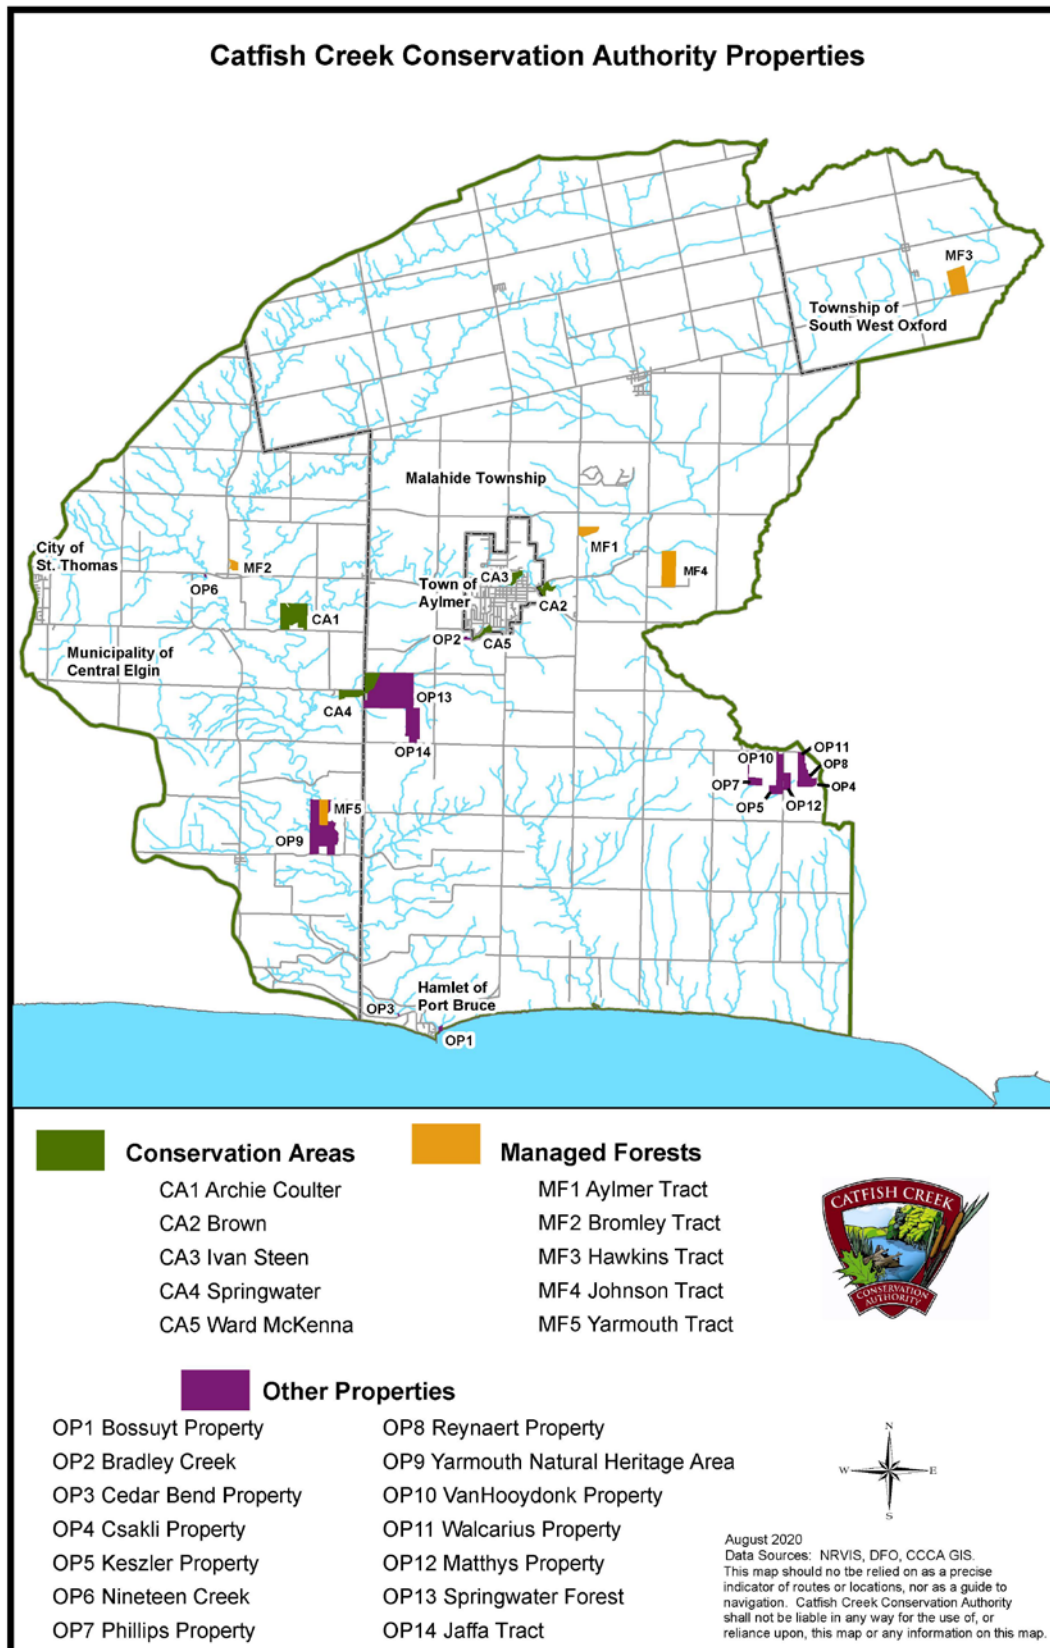 Catfish Creek Conservation Authority Properties
MF3
Township of
South West Oxford
Malahide Township
City of
St. Thomas
MF2
OP6
CA1
Town of
Aylmer
CA3
CA2
MF1
MF4
OP2
CA5
Municipality of
Central Elgin
CA4
OP13
OP14
OP11
OP10
OP8
OP7
OP4
OP5
OP12
MF5
OP9
Hamlet of
Port Bruce
OP3
OP1
Conservation Areas
CA1 Archie Coulter
CA2 Brown
CA3 Ivan Steen
CA4 Springwater
CA5 Ward McKenna
Managed Forests
MF1 Aylmer Tract
MF2 Bromley Tract
MF3 Hawkins Tract
MF4 Johnson Tract
MF5 Yarmouth Tract
CATFISH CREEK
CONSERVATION
AUTHORITY
Other Properties
OP1 Bossuyt Property
OP2 Bradley Creek
OP3 Cedar Bend Property
OP4 Csakli Property
OP5 Keszler Property
OP6 Nineteen Creek
OP7 Phillips Property
OP8 Reynaert Property
OP9 Yarmouth Natural Heritage Area
OP10 VanHooydonk Property
OP11 Walcarius Property
OP12 Matthys Property
OP13 Springwater Forest
OP14 Jaffa Tract
N
W
E
S
August 2020
Data Sources: NRVIS, DFO, CCCA GIS.
This map should no the relied on as a precise
indicator of routes or locations, nor as a guide to
navigation. Catfish Creek Conservation Authority
shall not be liable in any way for the use of, or
reliance upon, this map or any information on this map.